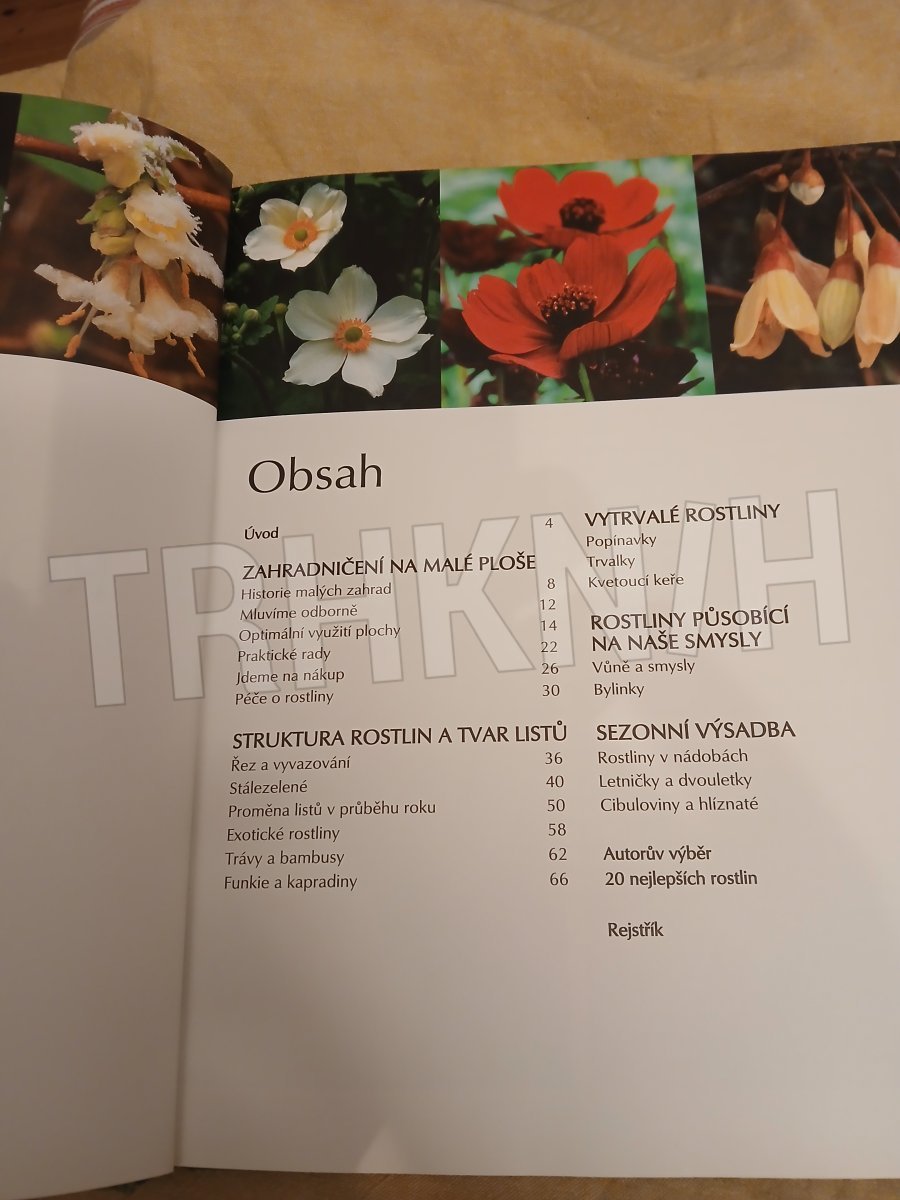 Obsah
Úvod 4
ZAHRADNIČENÍ NA MALÉ PLOŠE
Historie malých zahrad 8
Mluvíme odborně 12
Optimální využití plochy 14
Praktické rady 22
Jdeme na nákup 26
Péče o rostliny 30
STRUKTURA ROSTLIN A TVAR LISTŮ
Řez a vyvazování 36
Stálezelené 40
Proměna listů v průběhu roku 50
Exotické rostliny 58
Trávy a bambusy 62
Funkie a kapradiny 66
VYTRVALÉ ROSTLINY
Popínavky
Trvalky
Kvetoucí keře
ROSTLINY PŮSOBÍCÍ
NA NAŠE SMYSLY
Vůně a smysly
Bylinky
SEZONNÍ VÝSADBA
Rostliny v nádobách
Letničky a dvouletky
Cibuloviny a hlíznaté
Autorův výběr
20 nejlepších rostlin
Rejstřík
TRHKNIH